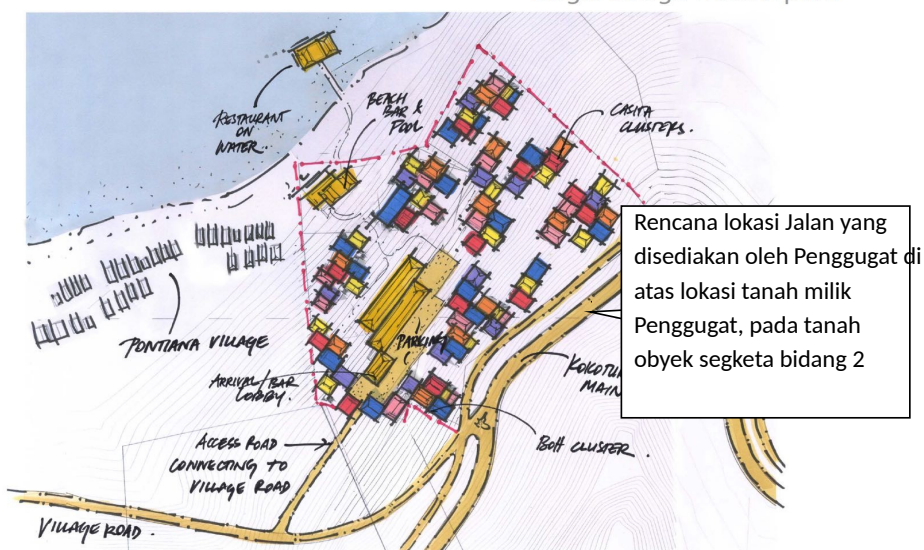 RESTAURANT
ON
WATER.
BEACH
BAR &
POOL
CASITA
CLUSTERS.
Rencana lokasi Jalan yang
disediakan oleh Penggugat di
atas lokasi tanah milik
Penggugat, pada tanah
obyek segketa bidang 2
PONTIANA VILLAGE
PARKING
ARRIVAL/BAR
LOBBY.
MAIN
ACCESS ROAD
CONNECTING TO
VILLAGE ROAD
BOH CLUSTER.
VILLAGE ROAD.